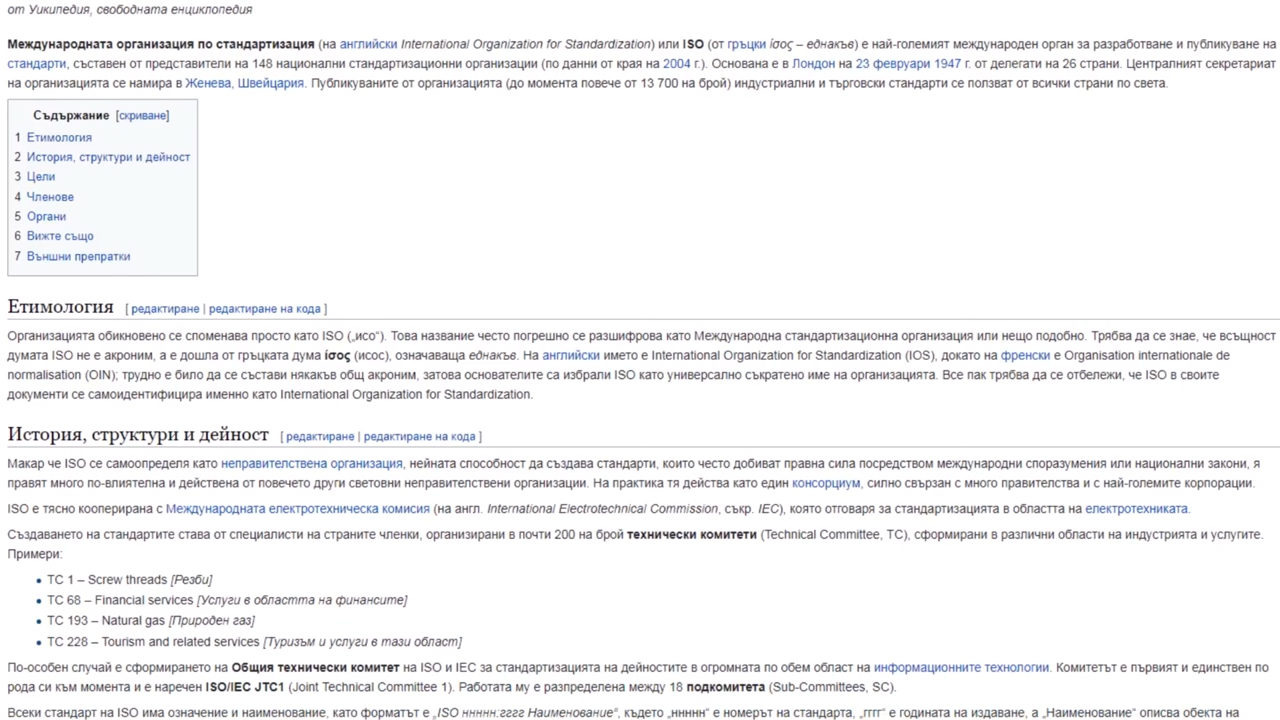 от Уикипедия, свободната енциклопедия
Международната организация по стандартизация (на английски International Organization for Standardization) или ISO (от гръцки ίσος – еднакъв) е най-големият международен орган за разработване и публикуване на
стандарти, съставен от представители на 148 национални стандартизационни организации (по данни от края на 2004 г.). Основана е в Лондон на 23 февруари 1947 г. от делегати на 26 страни. Централният секретариат
на организацията се намира в Женева, Швейцария. Публикуваните от организацията (до момента повече от 13 700 на брой) индустриални и търговски стандарти се ползват от всички страни по света.
Съдържание [скриване]
1 Етимология
2 История, структури и дейност
3 Цели
4 Членове
5 Органи
6 Вижте също
7 Външни препратки
Етимология [ редактиране | редактиране на кода ]
Организацията обикновено се споменава просто като ISO („исо“). Това название често погрешно се разшифрова като Международна стандартизационна организация или нещо подобно. Трябва да се знае, че всъщност
думата ISO не е акроним, а е дошла от гръцката дума ίσος (исос), означаваща еднакъв. На английски името е International Organization for Standardization (IOS), докато на френски е Organisation internationale de
normalisation (OIN); трудно е било да се състави някакъв общ акроним, затова основателите са избрали ISO като универсално съкратено име на организацията. Все пак трябва да се отбележи, че ISO в своите
документи се самоидентифицира именно като International Organization for Standardization.
История, структури и дейност [ редактиране | редактиране на кода ]
Макар че ISO се самоопределя като неправителствена организация, нейната способност да създава стандарти, които често добиват правна сила посредством международни споразумения или национални закони, я
правят много по-влиятелна и действена от повечето други световни неправителствени организации. На практика тя действа като един консорциум, силно свързан с много правителства и с най-големите корпорации.
ISO е тясно кооперирана с Международната електротехническа комисия (на англ. International Electrotechnical Commission, съкр. IEC), която отговаря за стандартизацията в областта на електротехниката.
Създаването на стандартите става от специалисти на страните членки, организирани в почти 200 на брой технически комитети (Technical Committee, TC), сформирани в различни области на индустрията и услугите.
Примери:
• TC 1 – Screw threads [Резби]
• TC 68 – Financial services [Услуги в областта на финансите]
• TC 193 – Natural gas [Природен газ]
• TC 228 – Tourism and related services [Туризъм и услуги в тази област]
По-особен случай е сформирането на Общия технически комитет на ISO и IEC за стандартизацията на дейностите в огромната по обем област на информационните технологии. Комитетът е първият и единствен по
рода си към момента и е наречен ISO/IEC JTC1 (Joint Technical Committee 1). Работата му е разпределена между 18 подкомитета (Sub-Committees, SC).
Всеки стандарт на ISO има означение и наименование, като форматът е „ISO ннннн:гггг Наименование“, където „ннннн“ е номерът на стандарта, „гггг“ е годината на издаване, а „Наименование“ описва обекта на